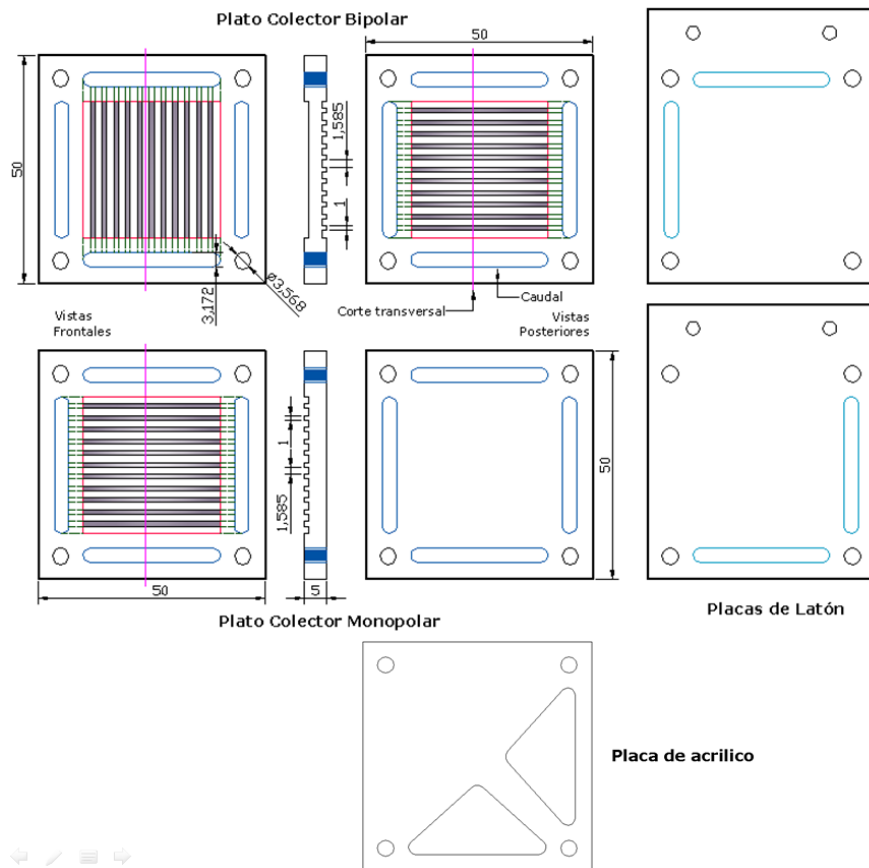 Plato Colector Bipolar
50
50
1,585
1
3,172
ø3,568
Corte transversal
Caudal
Vistas
Frontales
Vistas
Posteriores
1
1,585
50
50
5
Plato Colector Monopolar
Placas de Latón
Placa de acrilico